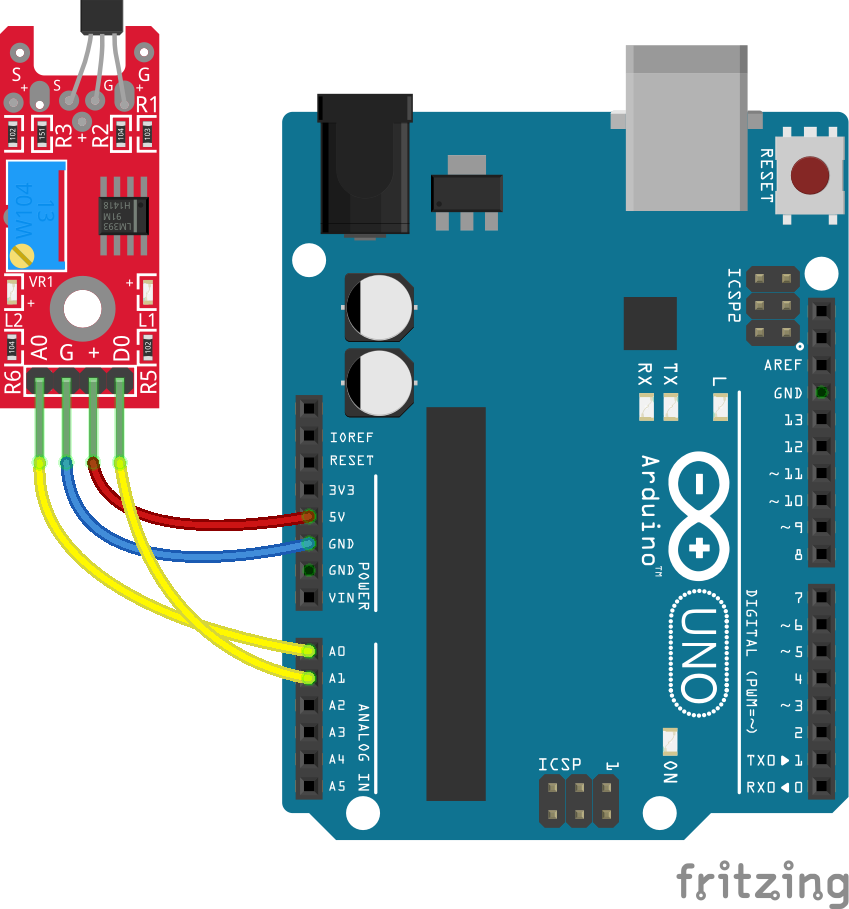 S
G
+
S
G
+
R1
102
151
R3
+
R2
104
103
W104
13
LM393
91M
H1418
VR1
+
+
L2
L1
104
102
R6
A0
G
+
D0
R5
RESET
ICSP2
AREF
GND
13
12
~11
~10
~9
8
RX
TX
L
IOREF
RESET
3V3
5V
GND
GND
VIN
POWER
Arduino™
UNO
7
~6
~5
4
~3
2
TX0▶1
RX0◀0
DIGITAL (PWM=~)
A0
A1
A2
A3
A4
A5
ANALOG IN
ICSP
1
ON
fritzing